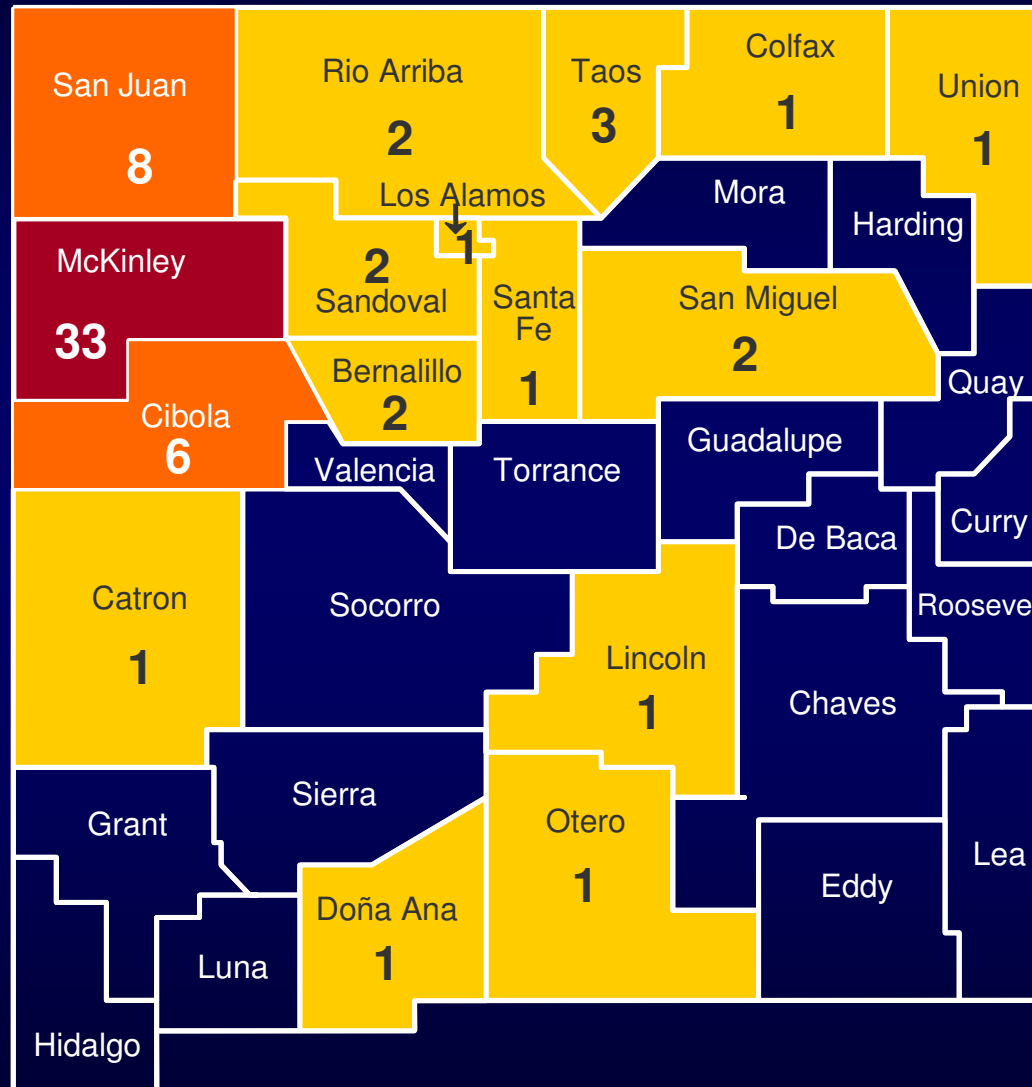 San Juan
8
Rio Arriba
2
Taos
3
Colfax
1
Union
1
Los Alamos
1
Mora
Harding
McKinley
33
2
Sandoval
Santa
Fe
1
San Miguel
2
Quay
Bernalillo
2
Cibola
6
Valencia
Torrance
Guadalupe
Curry
De Baca
Catron
1
Socorro
Lincoln
1
Rooseve
Chaves
Grant
Sierra
Otero
1
Lea
Eddy
Doña Ana
1
Luna
Hidalgo